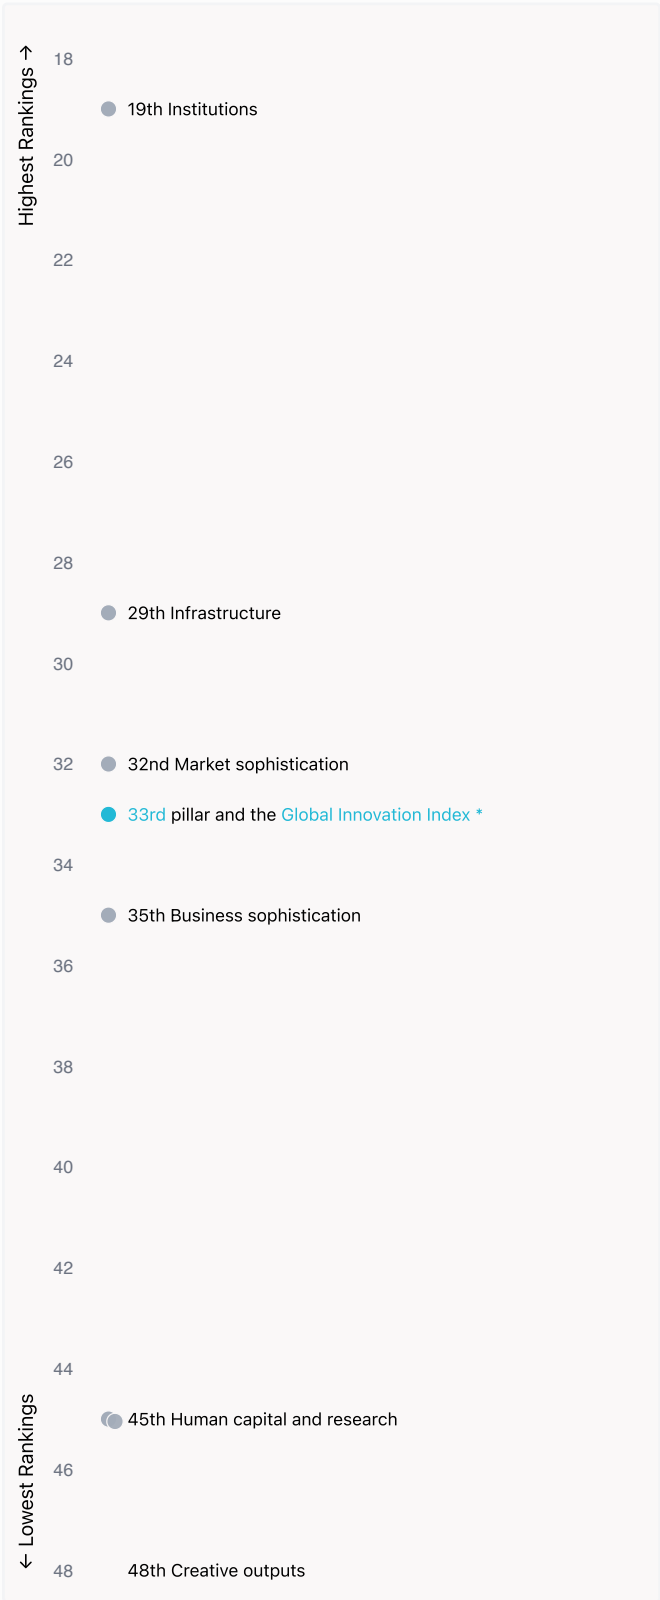 Highest Rankings →
18
19th Institutions
20
22
24
26
28
29th Infrastructure
30
32 32nd Market sophistication
33rd pillar and the Global Innovation Index *
34
35th Business sophistication
36
38
40
42
44
45th Human capital and research
46
← Lowest Rankings
48 48th Creative outputs